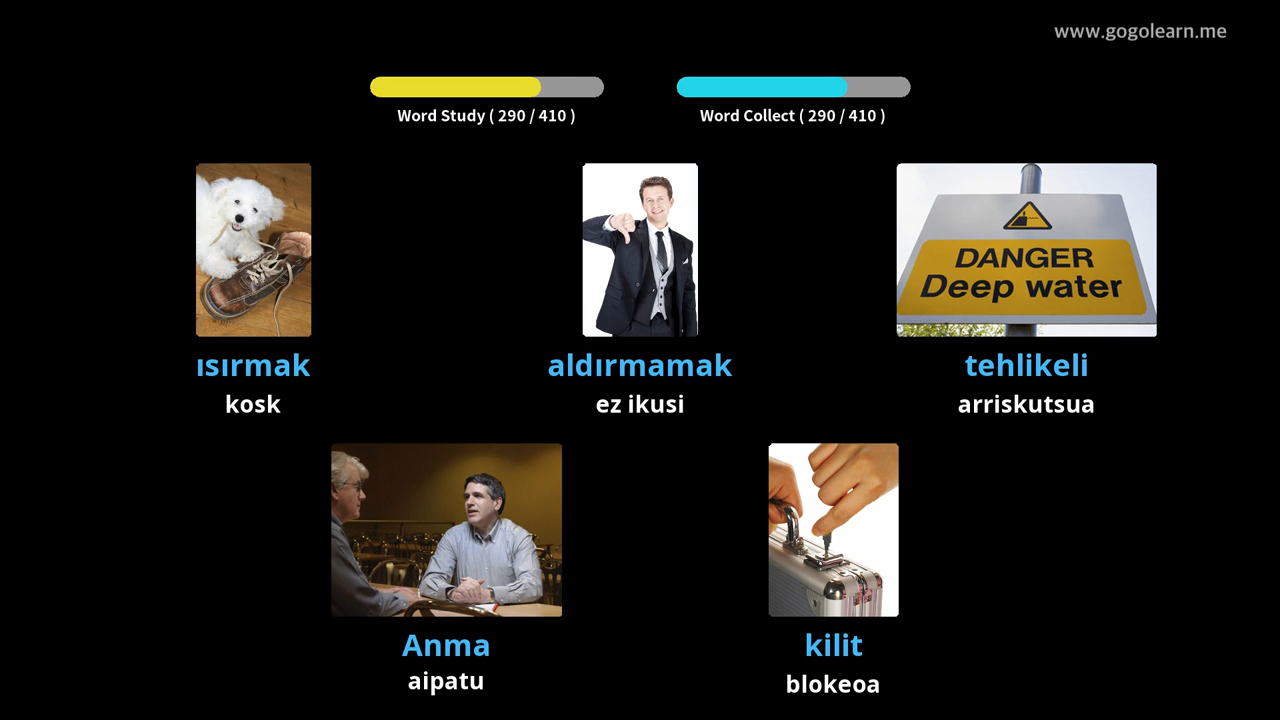 www.gogolearn.me
Word Study ( 290 / 410 )
Word Collect ( 290 / 410 )
DANGER
Deep water
ısırmak
aldırmamak
tehlikeli
kosk
ez ikusi
arriskutsua
Anma
kilit
aipatu
blokeoa